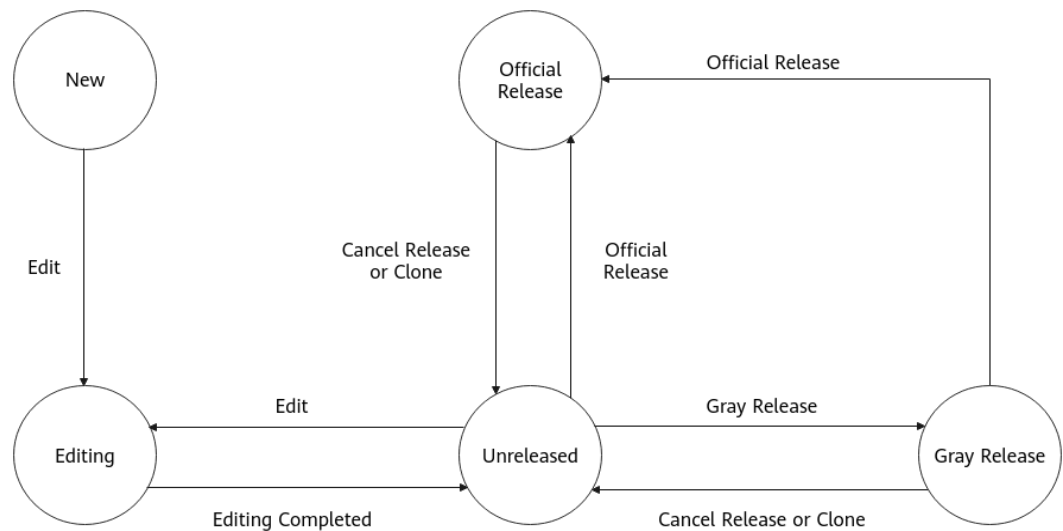 New
Official
Release
Official Release
Edit
Cancel Release
or Clone
Official
Release
Edit
Gray Release
Editing
Unreleased
Gray Release
Editing Completed
Cancel Release or Clone